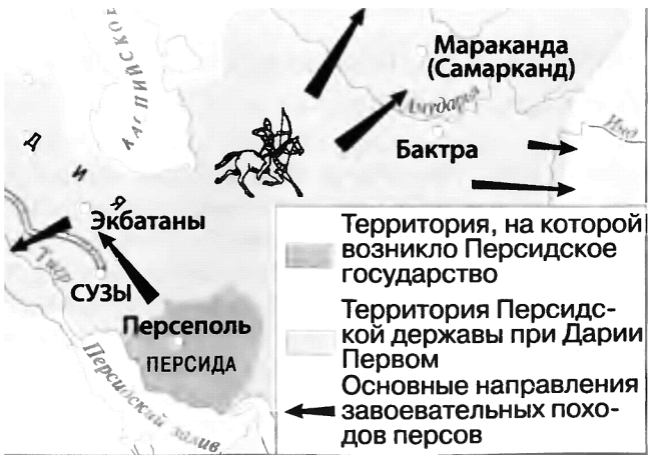 Каспийское
Мараканда
(Самарканд)
Амударья
Инд
Бактра
Д И Я
Экбатаны
Тигр
СУЗЫ
Персеполь
ПЕРСИДА
Персидский залив
Территория, на которой
возникло Персидское
государство
Территория Персидс-
кой державы при Дарии
Первом
Основные направления
завоевательных похо-
дов персов